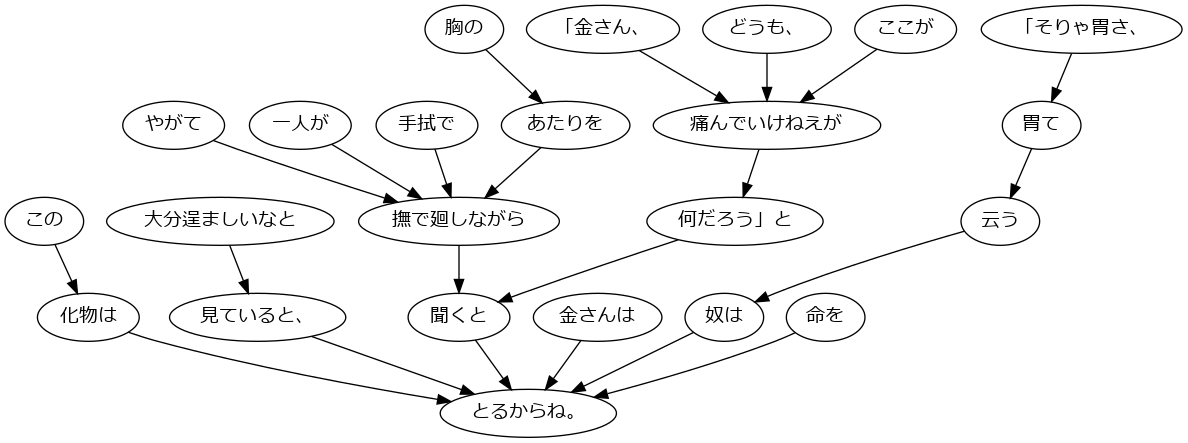 胸の
「金さん、
どうも、
ここが
「そりゃ胃さ、
やがて
一人が
手拭で
あたりを
痛んでいけねえが
胃て
この
大分逞ましいなと
撫で廻しながら
何だろう」と
云う
化物は
見ていると、
聞くと
金さんは
奴は
命を
とるからね。